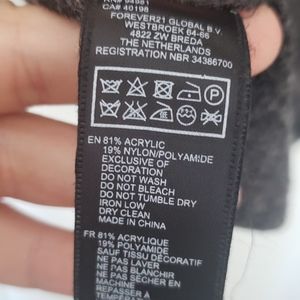 CA# 40198
FOREVER21 GLOBAL B.V.
WESTBROEK 64-66
4822 ZW BREDA
THE NETHERLANDS
REGISTRATION NBR 34386700
P
EN 81% ACRYLIC
19% NYLON/POLYAMIDE
EXCLUSIVE OF
DECORATION
DO NOT WASH
DO NOT BLEACH
DO NOT TUMBLE DRY
IRON LOW
DRY CLEAN
MADE IN CHINA
FR 81% ACRYLIQUE
19% POLYAMIDE
SAUF TISSU DÉCORATIF
NE PAS LAVER
NE PAS BLANCHIR
NE PAS SÉCHER EN
MACHINE
REPASSER À